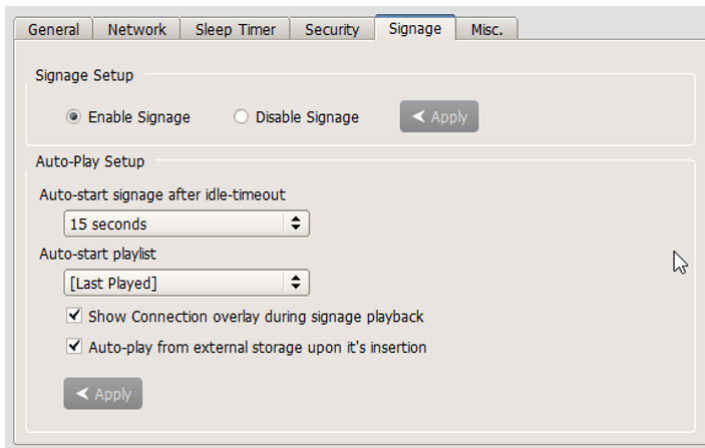 General Network Sleep Timer Security Signage Misc.
Signage Setup
Enable Signage Disable Signage Apply
Auto-Play Setup
Auto-start signage after idle-timeout
15 seconds
Auto-start playlist
[Last Played]
Show Connection overlay during signage playback
Auto-play from external storage upon it's insertion
Apply